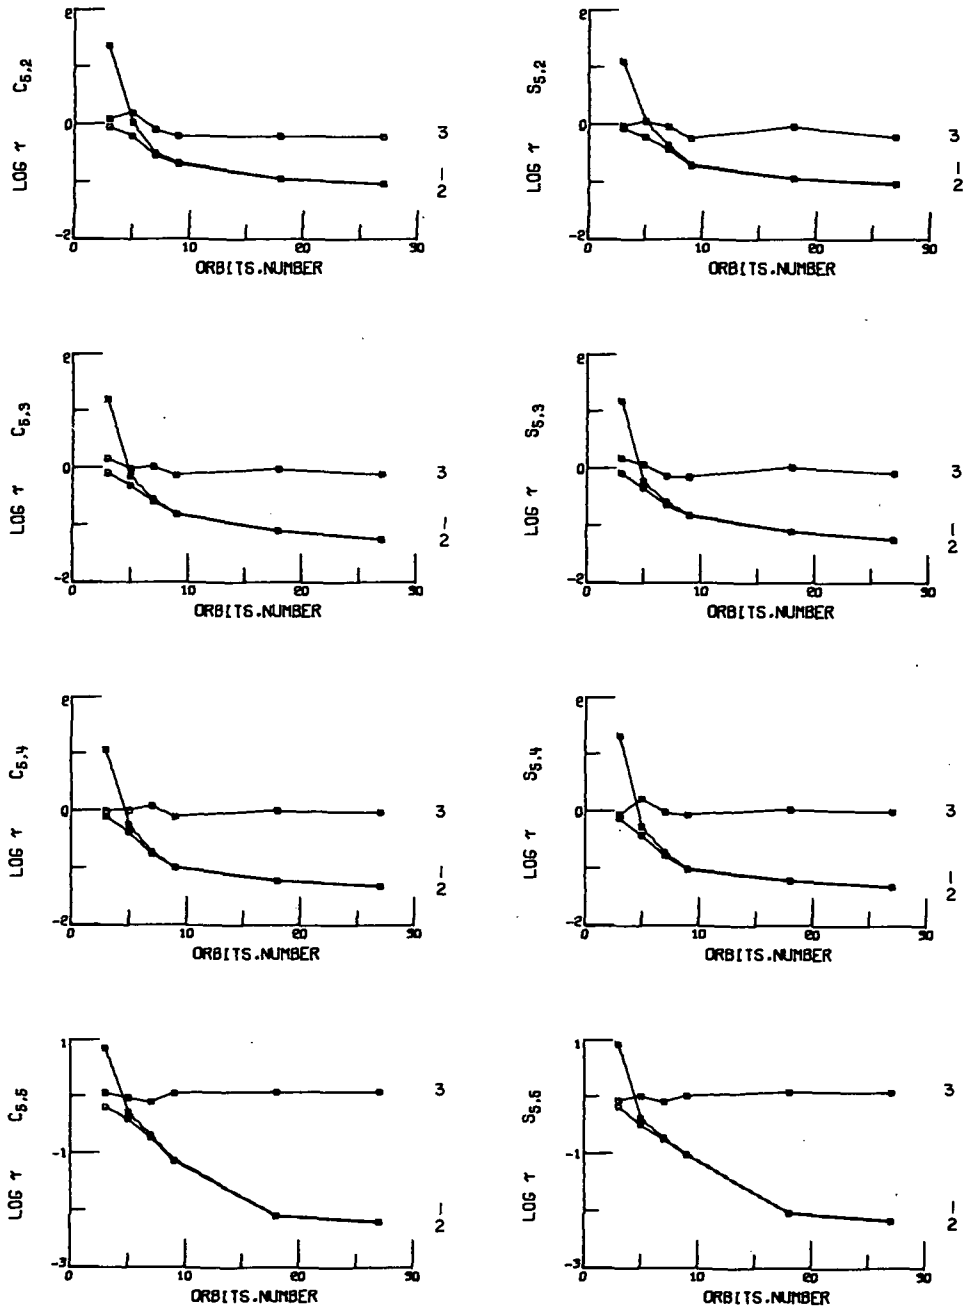 2
C5,2
0
3
LOG τ
1
2
-2
0 10 20 30
ORBITS.NUMBER
2
S5,2
0
3
LOG τ
1
2
-2
0 10 20 30
ORBITS.NUMBER
2
C5,3
0
3
LOG τ
1
2
-2
0 10 20 30
ORBITS.NUMBER
2
S5,3
0
3
LOG τ
1
2
-2
0 10 20 30
ORBITS.NUMBER
2
C5,4
0
3
LOG τ
1
2
-2
0 10 20 30
ORBITS.NUMBER
2
S5,4
0
3
LOG τ
1
2
-2
0 10 20 30
ORBITS.NUMBER
1
C5,5
3
-1
LOG τ
1
2
-3
0 10 20 30
ORBITS.NUMBER
1
S5,5
3
-1
LOG τ
1
2
-3
0 10 20 30
ORBITS.NUMBER